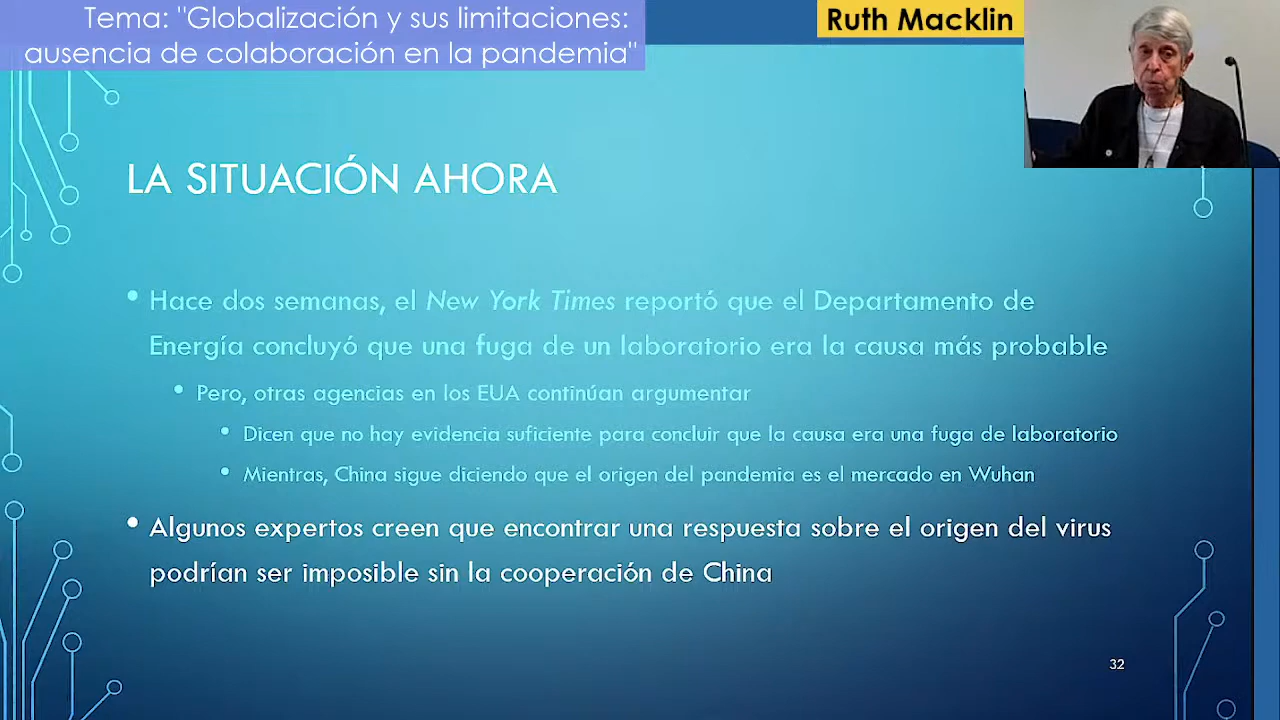 Tema: "Globalización y sus limitaciones:
ausencia de colaboración en la pandemia"
Ruth Macklin
LA SITUACIÓN AHORA
• Hace dos semanas, el New York Times reportó que el Departamento de
Energía concluyó que una fuga de un laboratorio era la causa más probable
• Pero, otras agencias en los EUA continúan argumentar
• Dicen que no hay evidencia suficiente para concluir que la causa era una fuga de laboratorio
• Mientras, China sigue diciendo que el origen del pandemia es el mercado en Wuhan
• Algunos expertos creen que encontrar una respuesta sobre el origen del virus
podrían ser imposible sin la cooperación de China
32